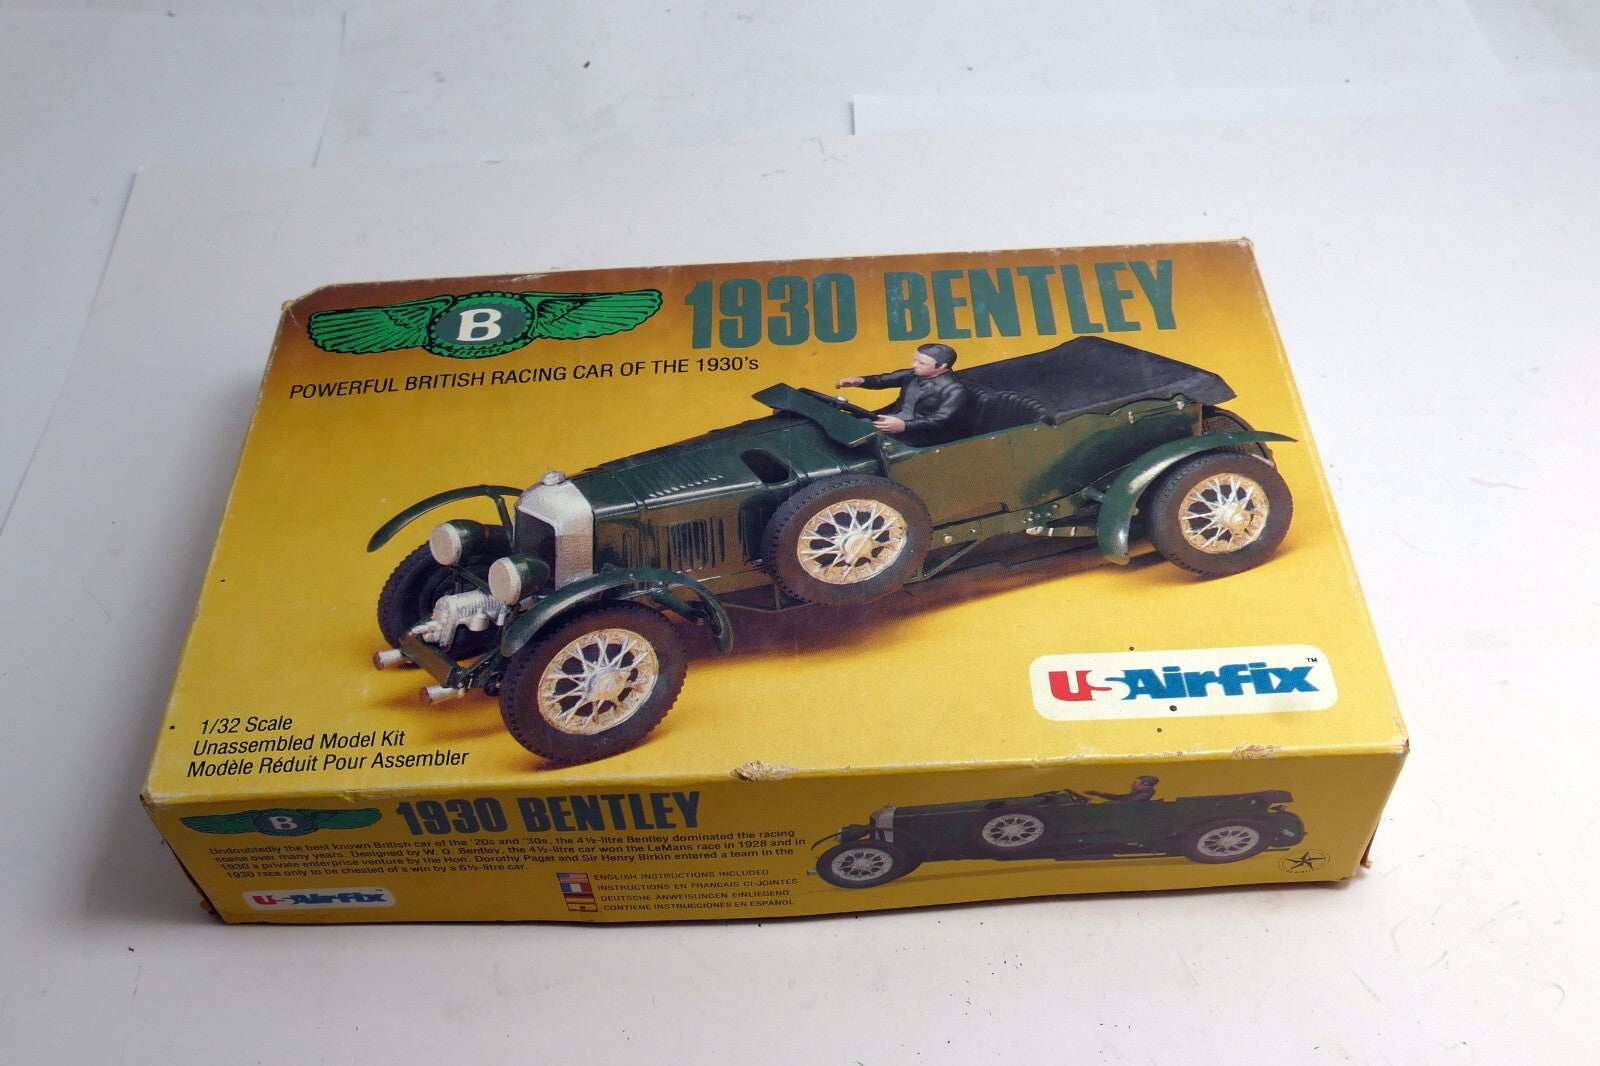 B
1930 BENTLEY
POWERFUL BRITISH RACING CAR OF THE 1930's
USAirfix™
1/32 Scale
Unassembled Model Kit
Modèle Réduit Pour Assembler
B
1930 BENTLEY
Undoubtedly the best known British car of the '20s and '30s, the 4½-litre Bentley dominated the racing
scene over many years. Designed by W. O. Bentley, the 4½-litre car won the LeMans race in 1928 and in
1930 a private enterprise venture by the Hon. Dorothy Paget and Sir Henry Birkin entered a team in the
1930 race only to be cheated of a win by a 6½-litre car.
USAirfix
ENGLISH INSTRUCTIONS INCLUDED
INSTRUCTIONS EN FRANCAIS CI-JOINTES
DEUTSCHE ANWEISUNGEN EINLIEGEND
CONTIENE INSTRUCCIONES EN ESPAÑOL